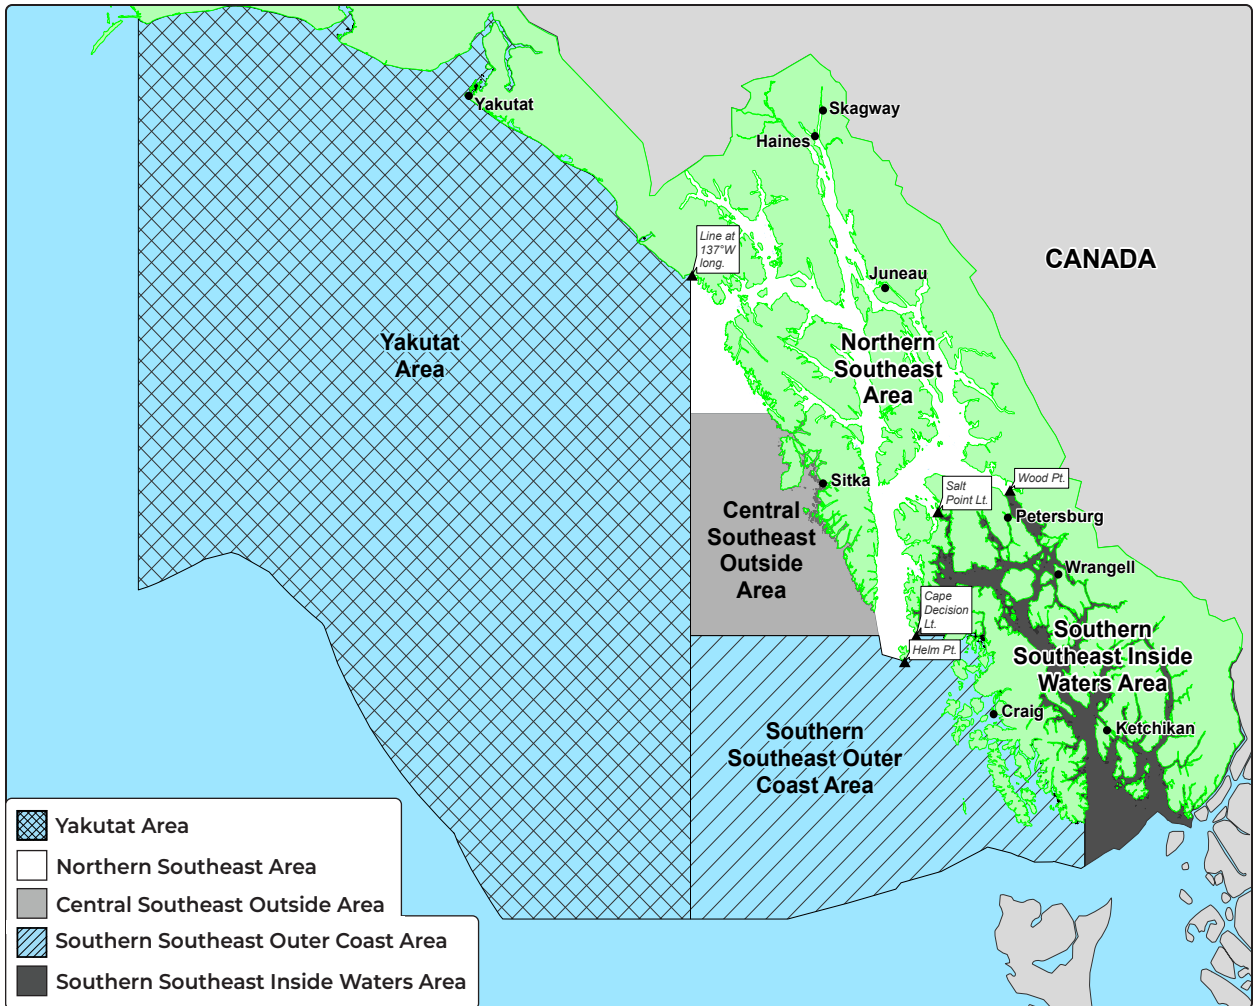 Yakutat
Skagway
Haines
Line at
137°W
long.
CANADA
Juneau
Yakutat
Area
Northern
Southeast
Area
Sitka
Salt
Point Lt.
Wood Pt.
Petersburg
Central
Southeast
Outside
Area
Wrangell
Cape
Decision
Lt.
Helm Pt.
Southern
Southeast Inside
Waters Area
Craig
Ketchikan
Southern
Southeast Outer
Coast Area
Yakutat Area
Northern Southeast Area
Central Southeast Outside Area
Southern Southeast Outer Coast Area
Southern Southeast Inside Waters Area